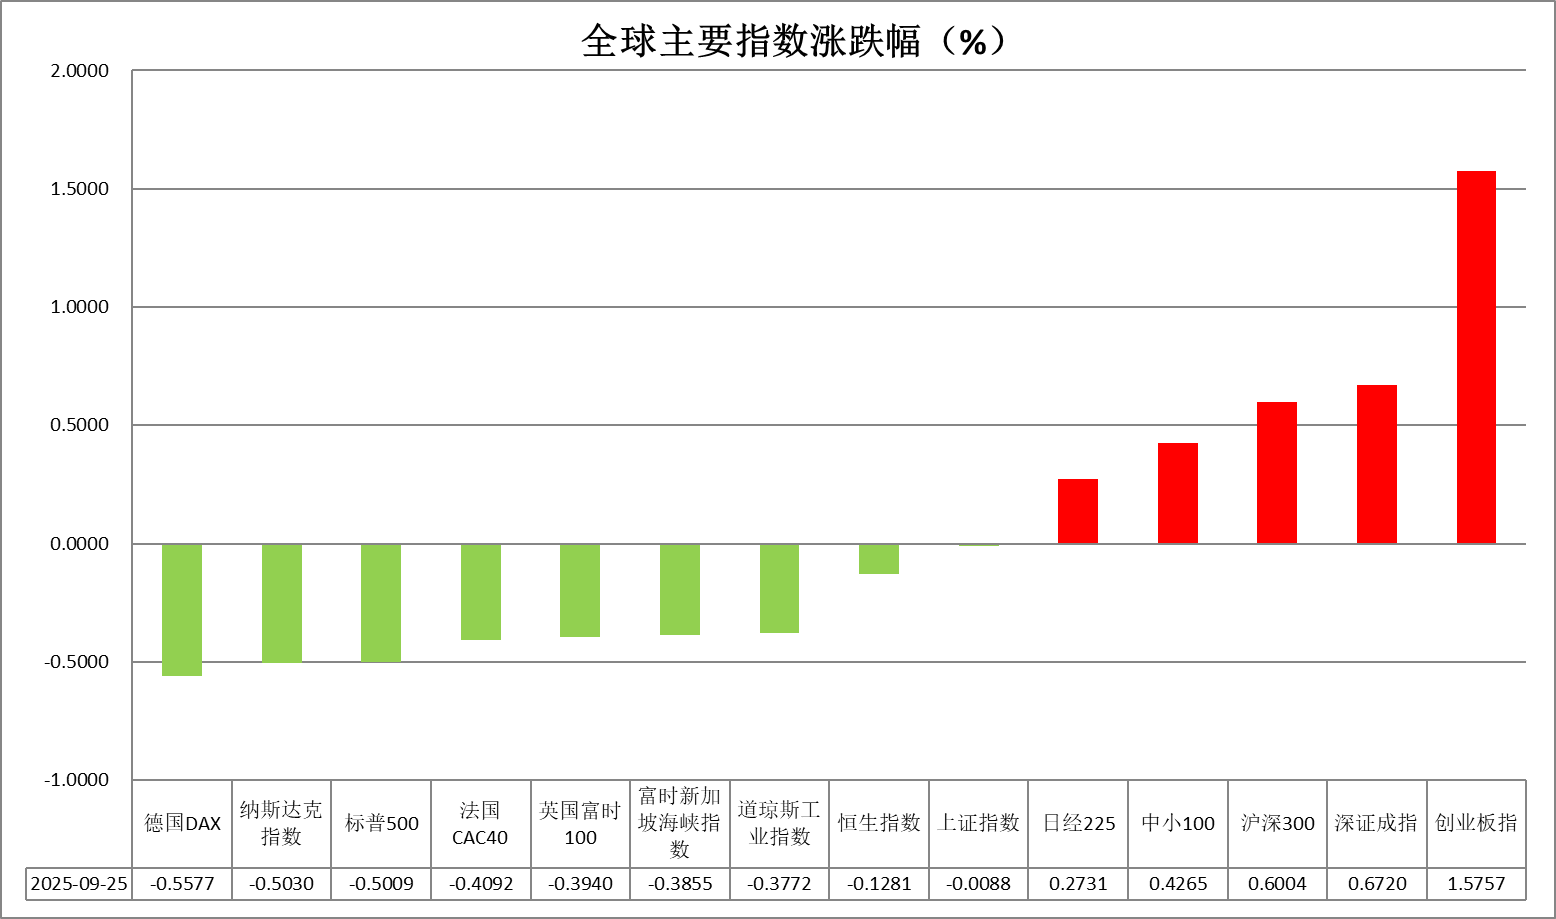 全球主要指数涨跌幅（%）
2.0000
1.5000
1.0000
0.5000
0.0000
-0.5000
-1.0000
德国DAX
纳斯达克
指数
标普500
法国
CAC40
英国富时
100
富时新加
坡海峡指
数
道琼斯工
业指数
恒生指数
上证指数
日经225
中小100
沪深300
深证成指
创业板指
2025-09-25 -0.5577 -0.5030 -0.5009 -0.4092 -0.3940 -0.3855 -0.3772 -0.1281 -0.0088 0.2731 0.4265 0.6004 0.6720 1.5757